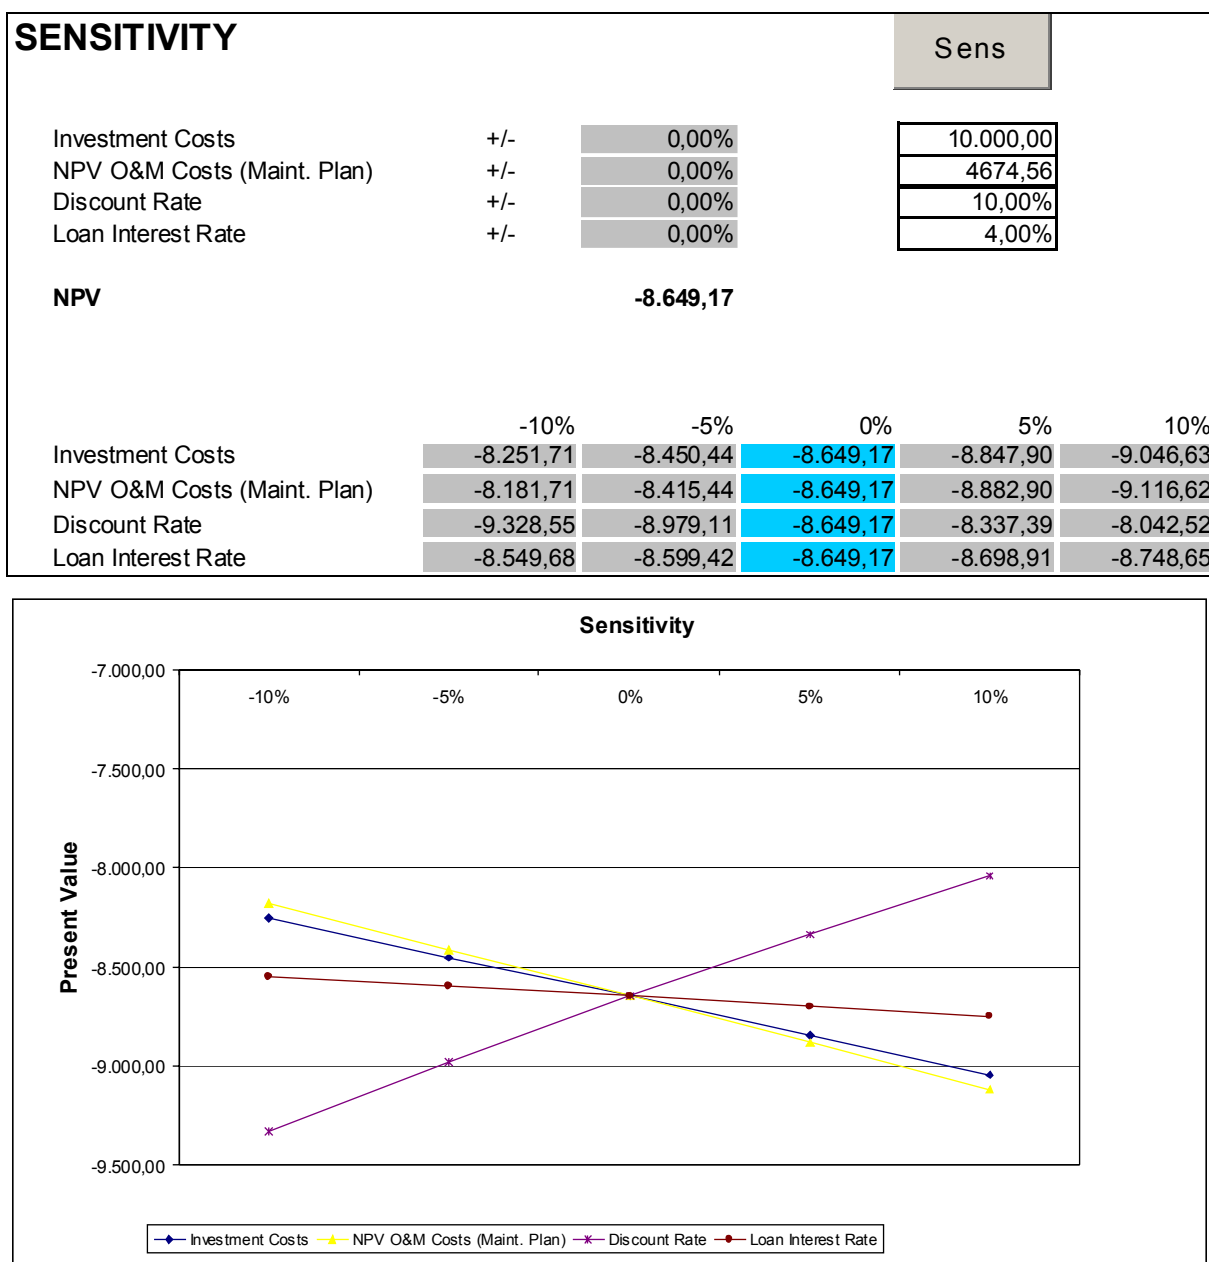 SENSITIVITY
Sens
Investment Costs +/- 0,00% 10.000,00
NPV O&M Costs (Maint. Plan) +/- 0,00% 4674,56
Discount Rate +/- 0,00% 10,00%
Loan Interest Rate +/- 0,00% 4,00%
NPV -8.649,17
-10% -5% 0% 5% 10%
Investment Costs -8.251,71 -8.450,44 -8.649,17 -8.847,90 -9.046,63
NPV O&M Costs (Maint. Plan) -8.181,71 -8.415,44 -8.649,17 -8.882,90 -9.116,62
Discount Rate -9.328,55 -8.979,11 -8.649,17 -8.337,39 -8.042,52
Loan Interest Rate -8.549,68 -8.599,42 -8.649,17 -8.698,91 -8.748,65
Sensitivity
-7.000,00
-10% -5% 0% 5% 10%
-7.500,00
-8.000,00
-8.500,00
-9.000,00
-9.500,00
Present Value
Investment Costs NPV O&M Costs (Maint. Plan) Discount Rate Loan Interest Rate